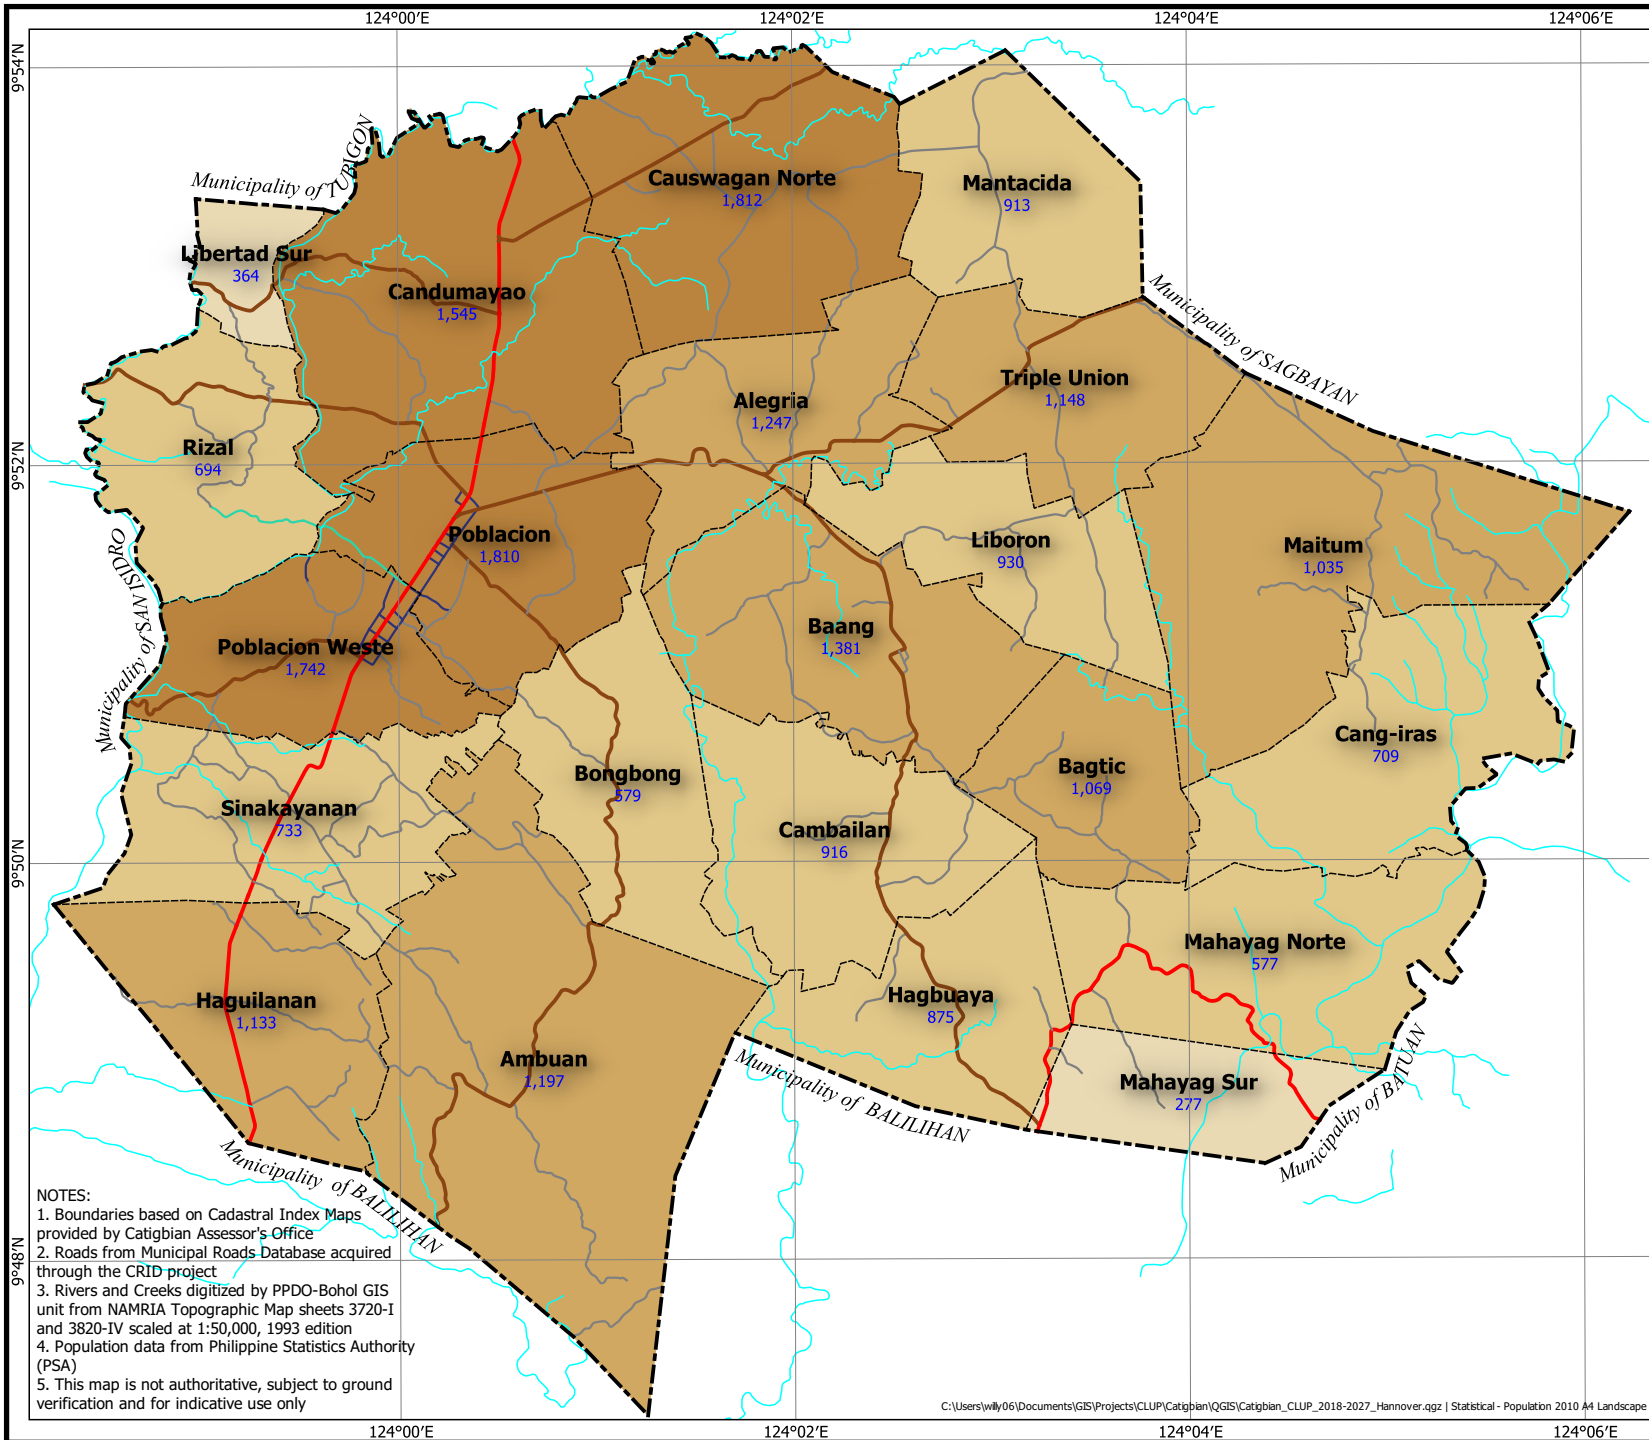 124°00′E
124°02′E
124°04′E
124°06′E
9°54′N
9°52′N
9°50′N
9°48′N
Municipality of TUBIGON
Causwagan Norte
1,812
Mantacida
913
Libertad Sur
364
Candumayao
1,545
Municipality of SAGBAYAN
Triple Union
1,148
Alegria
1,247
Rizal
694
Poblacion
1,810
Liboron
930
Maitum
1,035
Municipality of SAN ISIDRO
Poblacion Weste
1,742
Baang
1,381
Cang-iras
709
Bongbong
579
Bagtic
1,069
Sinakayanan
733
Cambailan
916
Mahayag Norte
577
Haguilanan
1,133
Hagbuaya
875
Ambuan
1,197
Mahayag Sur
277
Municipality of BALILIHAN
Municipality of BATUAN
Municipality of BALILIHAN
NOTES:
1. Boundaries based on Cadastral Index Maps
provided by Catigbian Assessor's Office
2. Roads from Municipal Roads Database acquired
through the CRID project
3. Rivers and Creeks digitized by PPDO-Bohol GIS
unit from NAMRIA Topographic Map sheets 3720-I
and 3820-IV scaled at 1:50,000, 1993 edition
4. Population data from Philippine Statistics Authority
(PSA)
5. This map is not authoritative, subject to ground
verification and for indicative use only
C:\Users\willy06\Documents\GIS\Projects\CLUP\Catigbian\QGIS\Catigbian_CLUP_2018-2027_Hannover.qgz | Statistical - Population 2010 A4 Landscape
124°00′E
124°02′E
124°04′E
124°06′E